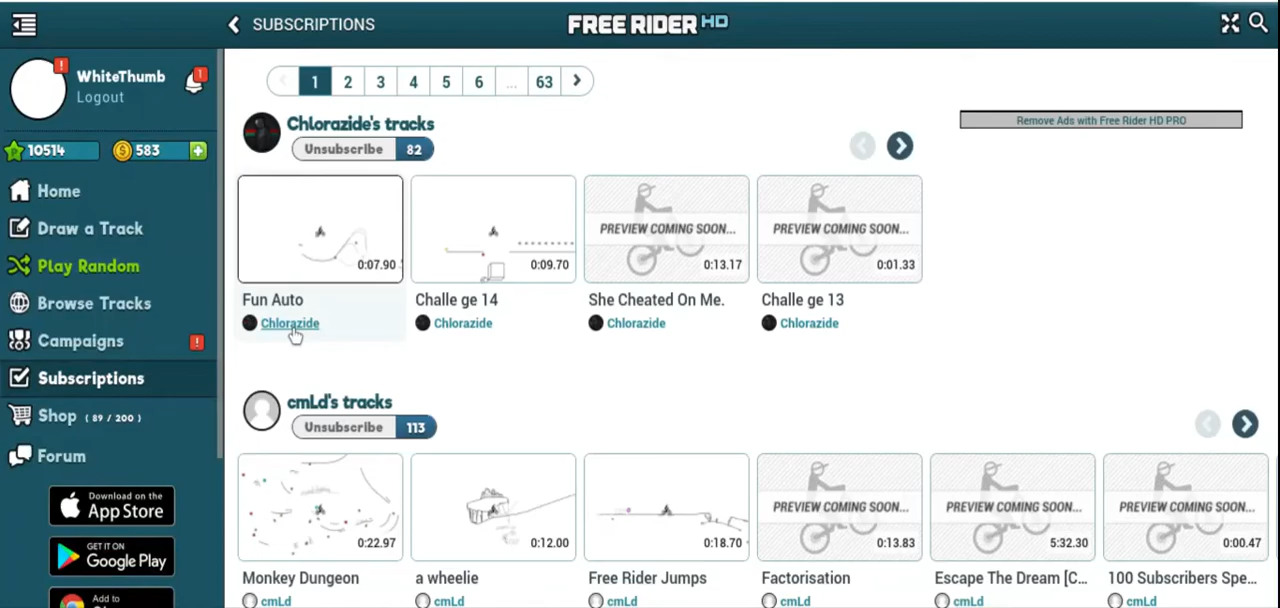 SUBSCRIPTIONS
FREE RIDER HD
WhiteThumb
Logout
10514
583
Home
Draw a Track
Play Random
Browse Tracks
Campaigns
Subscriptions
Shop ( 89 / 200 )
Forum
Download on the
App Store
GET IT ON
Google Play
Add to
1 2 3 4 5 6 ... 63
Chlorazide's tracks
Unsubscribe 82
Remove Ads with Free Rider HD PRO
0:07.90
0:09.70
PREVIEW COMING SOON...
0:13.17
PREVIEW COMING SOON...
0:01.33
Fun Auto
Challe ge 14
She Cheated On Me.
Challe ge 13
Chlorazide
Chlorazide
Chlorazide
Chlorazide
cmLd's tracks
Unsubscribe 113
0:22.97
0:12.00
0:18.70
PREVIEW COMING SOON...
0:13.83
PREVIEW COMING SOON...
5:32.30
PREVIEW COMING SOON...
0:00.47
Monkey Dungeon
a wheelie
Free Rider Jumps
Factorisation
Escape The Dream [C...
100 Subscribers Spe...
cmLd
cmLd
cmLd
cmLd
cmLd
cmLd